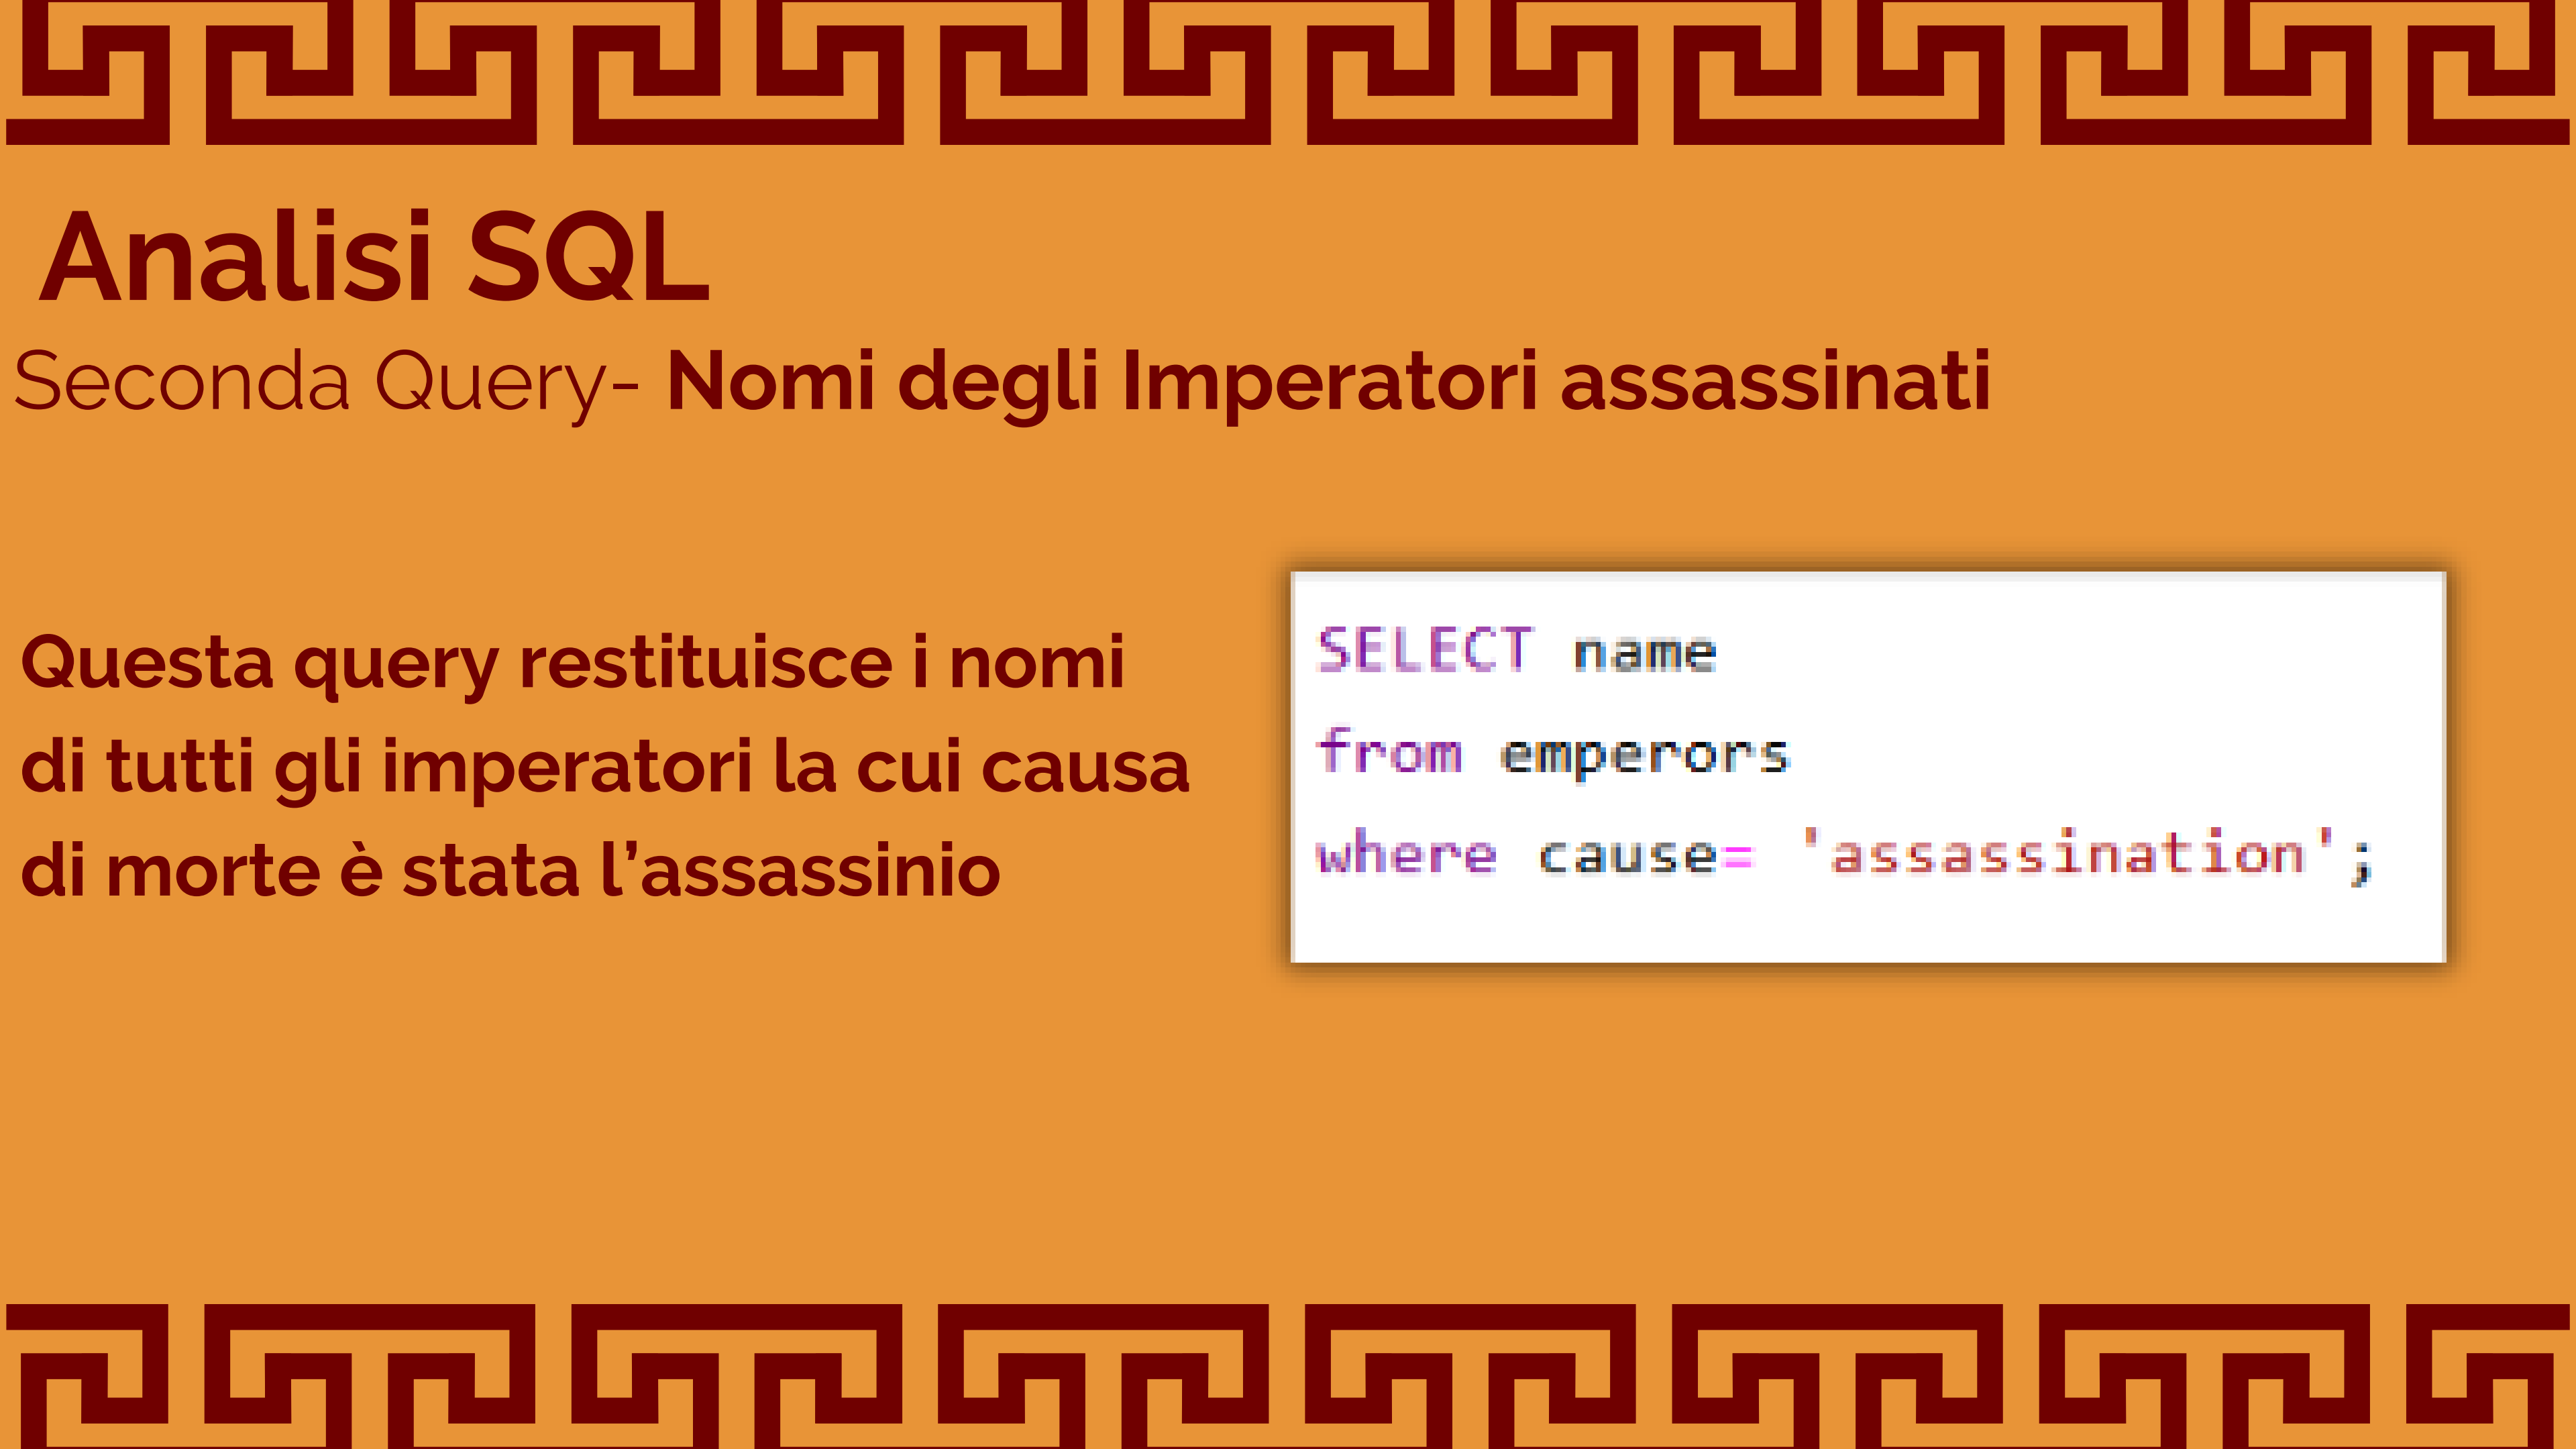 Analisi SQL
Seconda Query- Nomi degli Imperatori assassinati
Questa query restituisce i nomi
di tutti gli imperatori la cui causa
di morte è stata l’assassinio
SELECT name
from emperors
where cause= 'assassination';